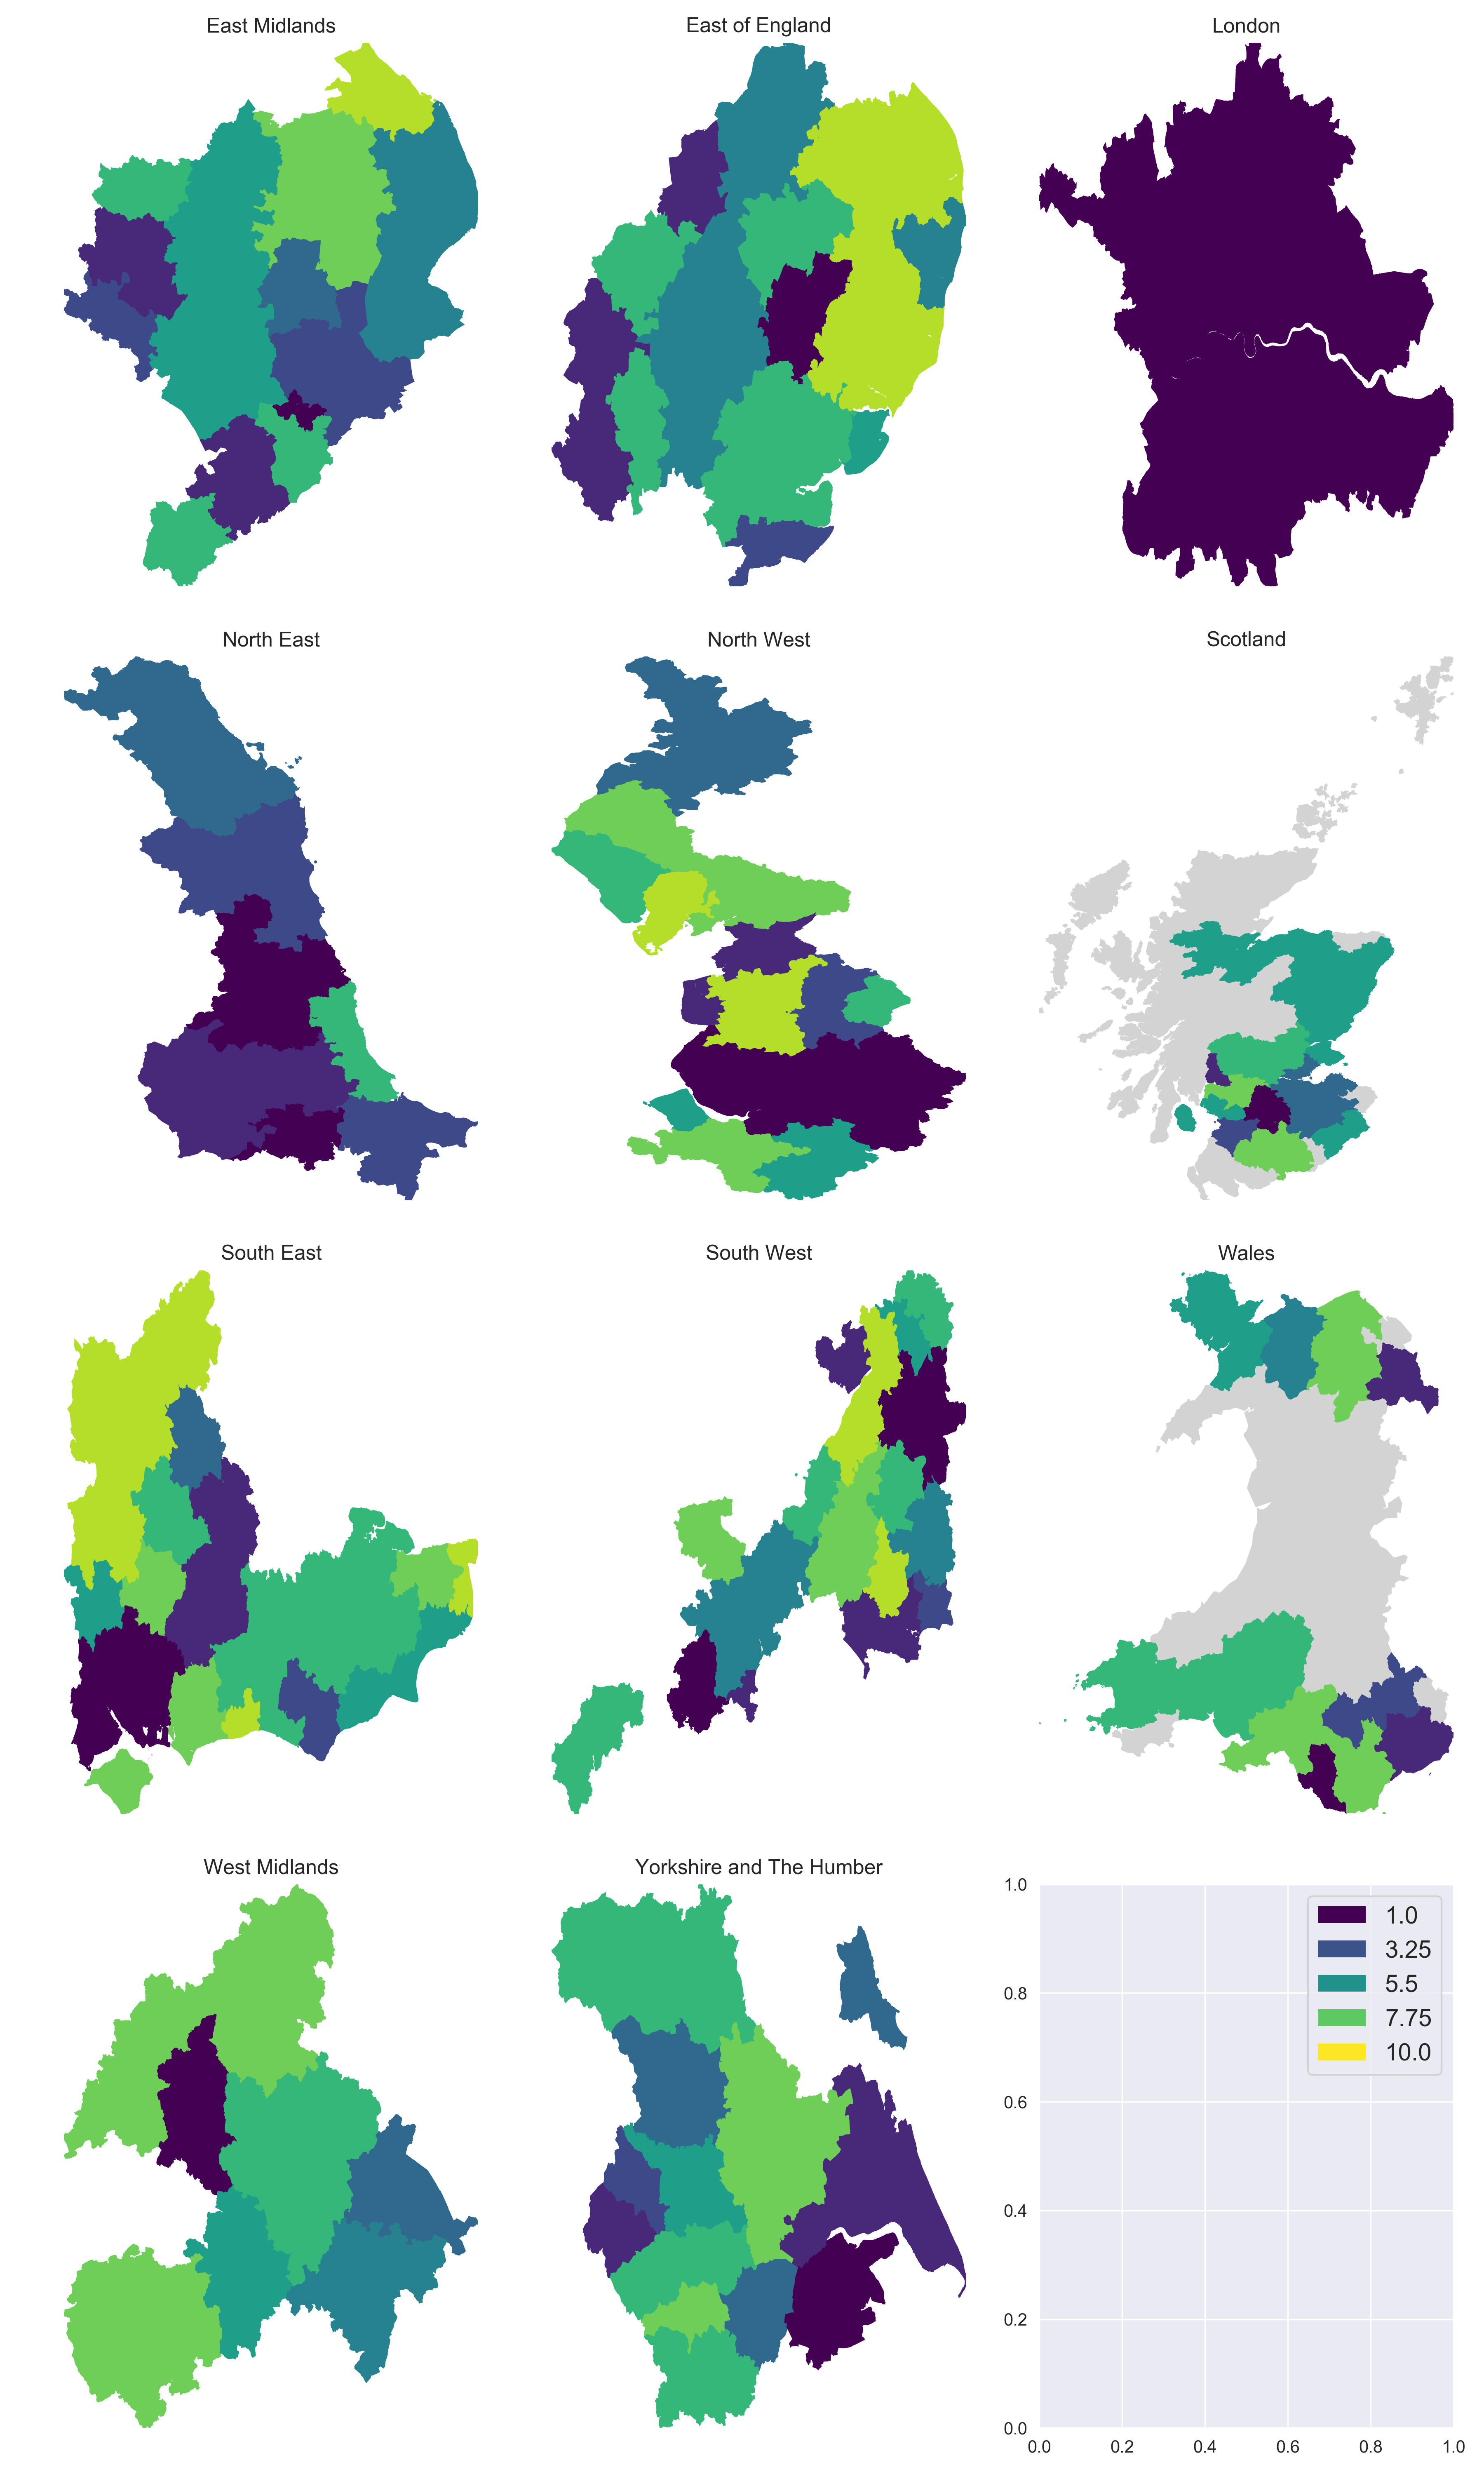 East Midlands
East of England
London
North East
North West
Scotland
South East
South West
Wales
West Midlands
Yorkshire and The Humber
1.0
0.8
0.6
0.4
0.2
0.0
1.0
3.25
5.5
7.75
10.0
0.0 0.2 0.4 0.6 0.8 1.0